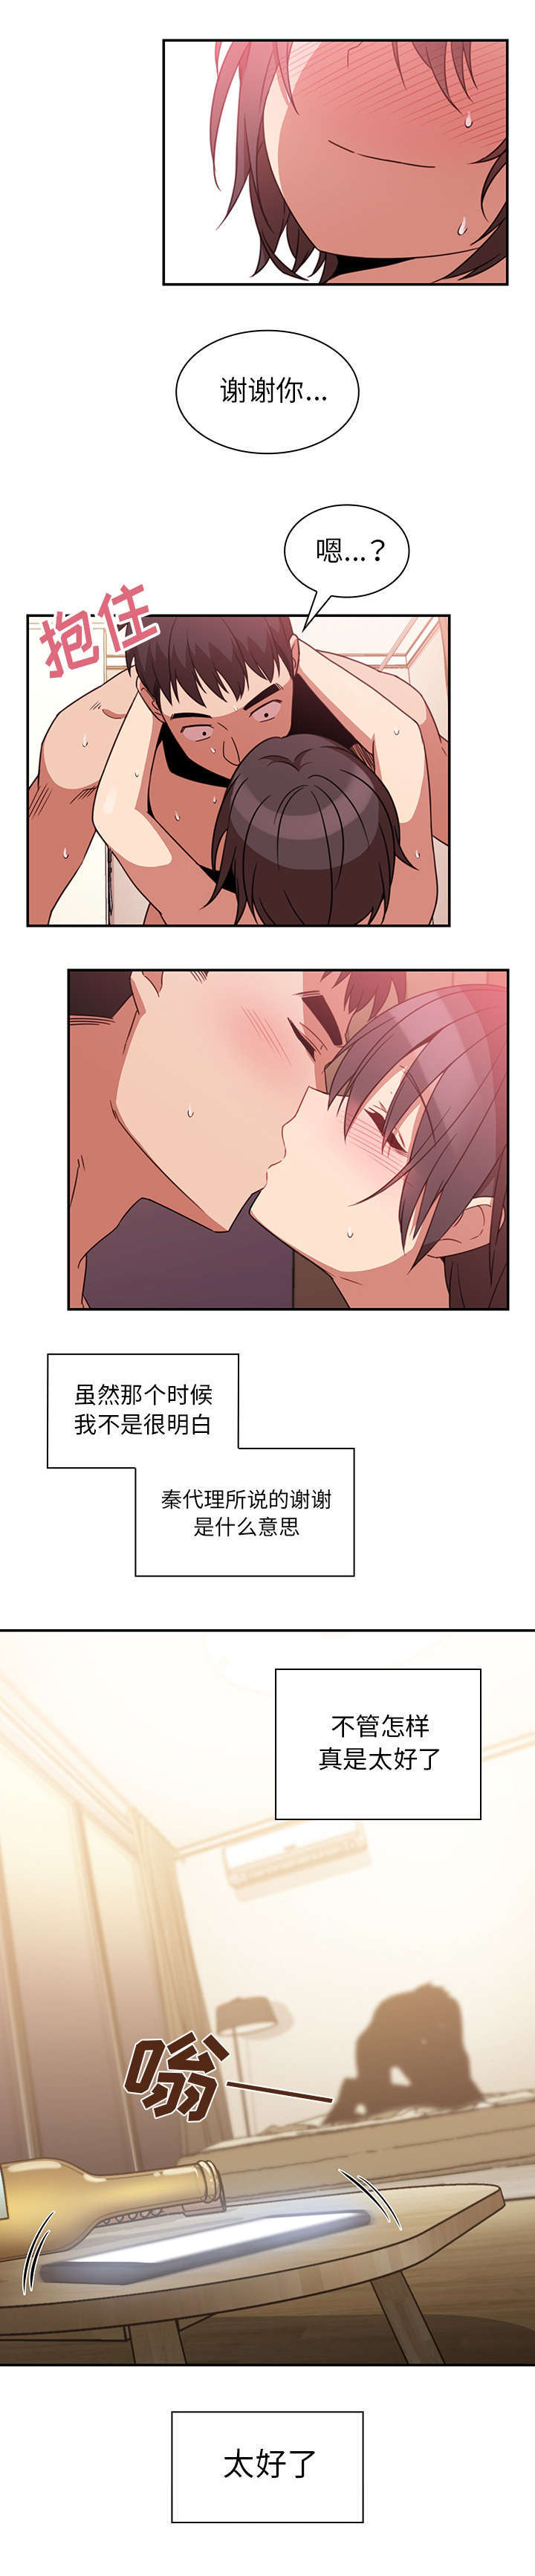 谢谢你...
嗯...？
抱住
虽然那个时候
我不是很明白
秦代理所说的谢谢
是什么意思
不管怎样
真是太好了
嗡——
太好了